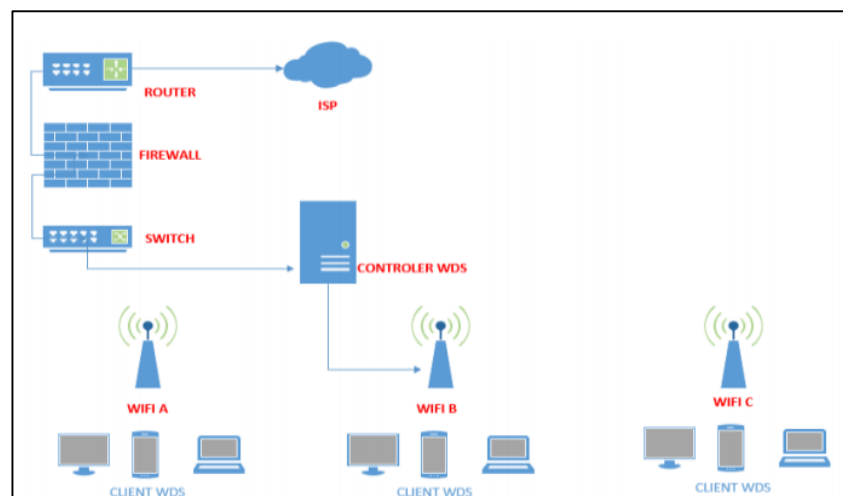 ROUTER
ISP
FIREWALL
SWITCH
CONTROLER WDS
WIFI A
WIFI B
WIFI C
CLIENT WDS
CLIENT WDS
CLIENT WDS